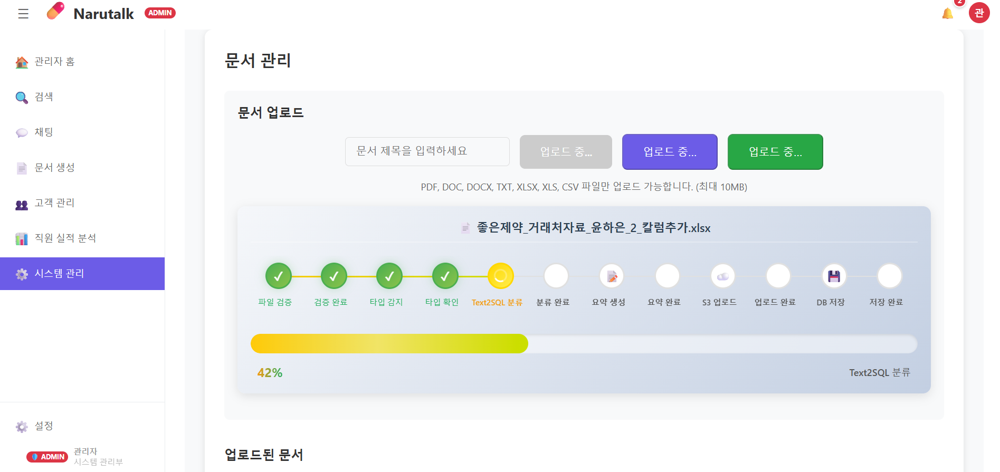 Narutalk
ADMIN
2
관
관리자 홈
검색
채팅
문서 생성
고객 관리
직원 실적 분석
시스템 관리
설정
ADMIN
관리자
시스템 관리부
문서 관리
문서 업로드
문서 제목을 입력하세요
업로드 중...
업로드 중...
업로드 중...
PDF, DOC, DOCX, TXT, XLSX, XLS, CSV 파일만 업로드 가능합니다. (최대 10MB)
좋은제약_거래처자료_윤하은_2_칼럼추가.xlsx
파일 검증
검증 완료
타입 감지
타입 확인
Text2SQL 분류
분류 완료
요약 생성
요약 완료
S3 업로드
업로드 완료
DB 저장
저장 완료
42%
Text2SQL 분류
업로드된 문서